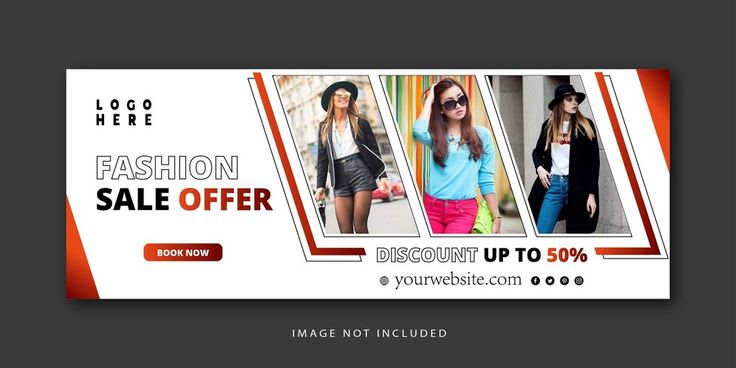 LOGO
HERE
FASHION
SALE OFFER
BOOK NOW
DISCOUNT UP TO 50%
yourwebsite.com
IMAGE NOT INCLUDED